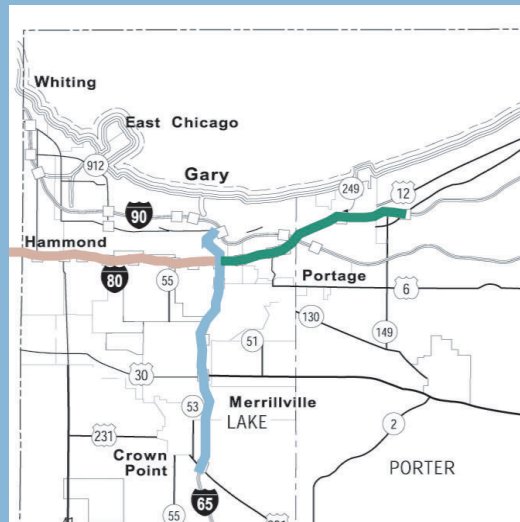 Whiting
East Chicago
912
Gary
249
12
90
Hammond
80
55
Portage
6
130
51
149
30
53
Merrillville
LAKE
2
231
Crown
Point
PORTER
65
55